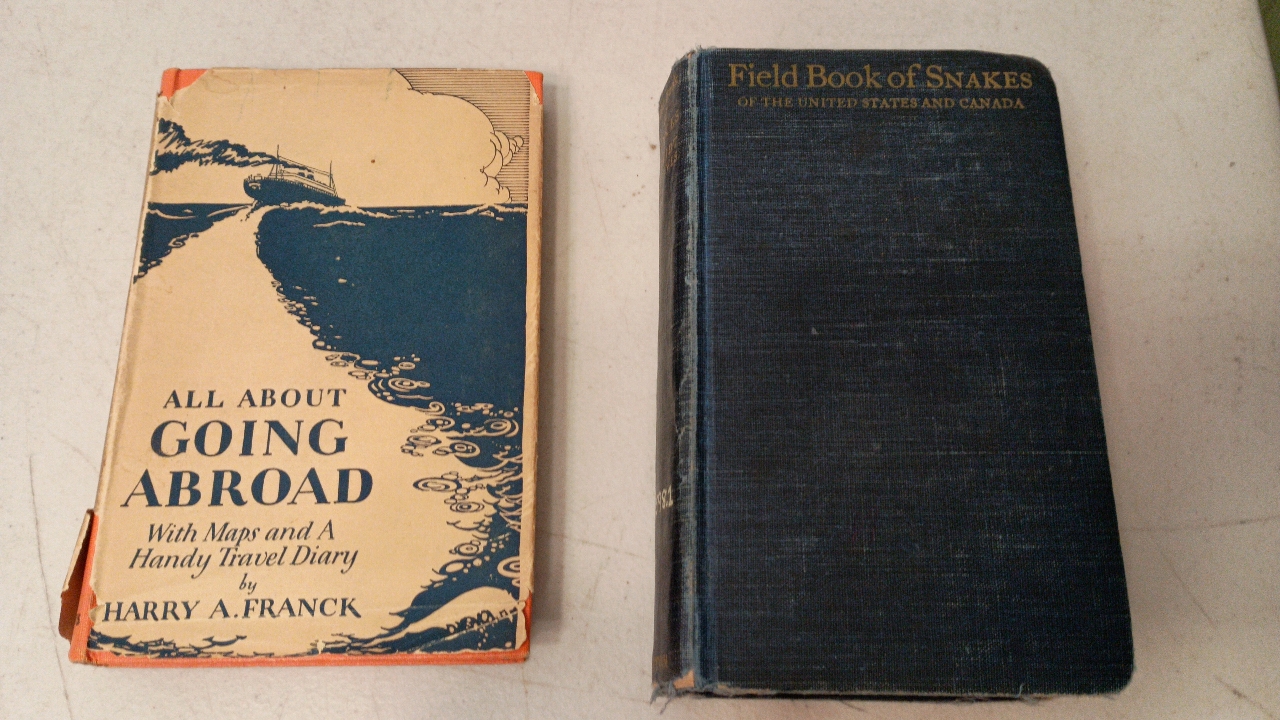 ALL ABOUT
GOING
ABROAD
With Maps and A
Handy Travel Diary
by
HARRY A. FRANCK
Field Book of SNAKES
OF THE UNITED STATES AND CANADA